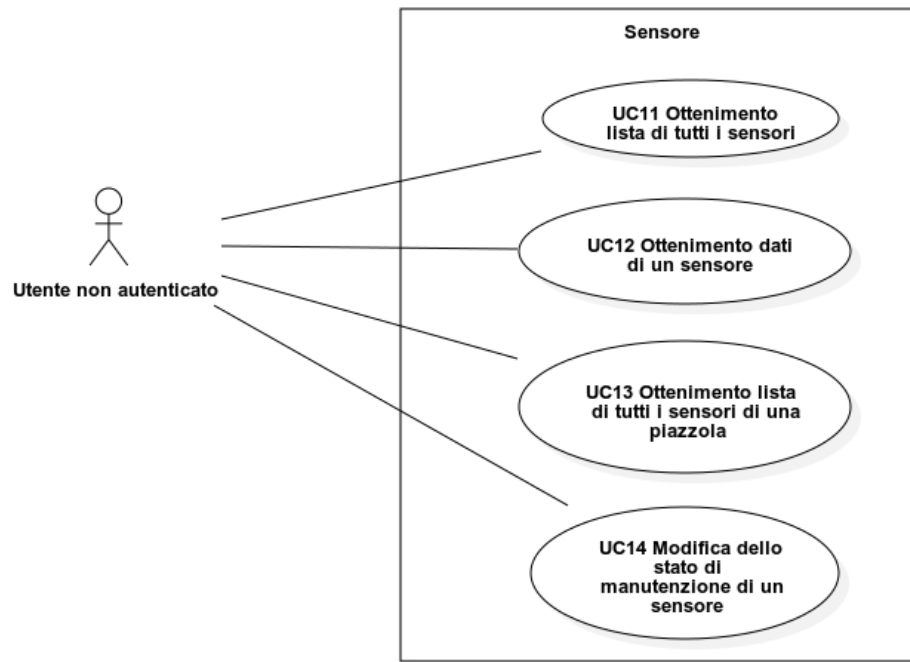 Sensore
UC11 Ottenimento
lista di tutti i sensori
UC12 Ottenimento dati
di un sensore
Utente non autenticato
UC13 Ottenimento lista
di tutti i sensori di una
piazzola
UC14 Modifica dello
stato di
manutenzione di un
sensore